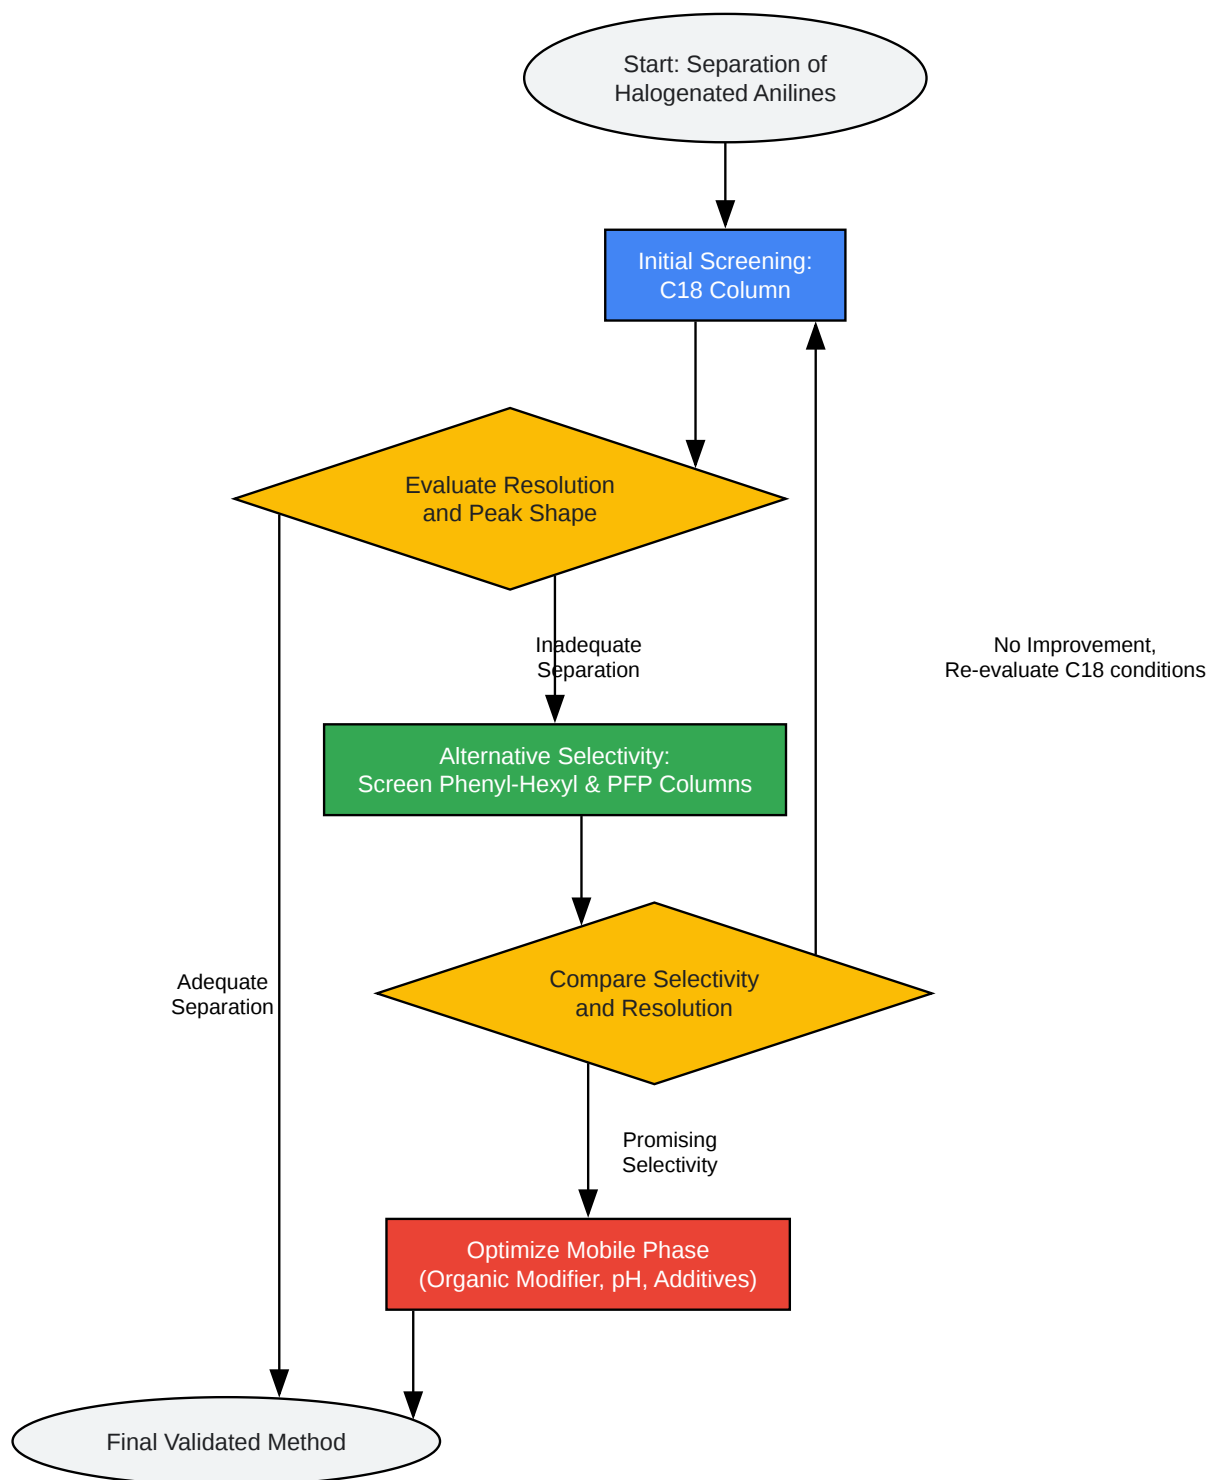 Start: Separation of
Halogenated Anilines
Initial Screening:
C18 Column
Evaluate Resolution
and Peak Shape
Inadequate
Separation
No Improvement,
Re-evaluate C18 conditions
Alternative Selectivity:
Screen Phenyl-Hexyl & PFP Columns
Adequate
Separation
Compare Selectivity
and Resolution
Promising
Selectivity
Optimize Mobile Phase
(Organic Modifier, pH, Additives)
Final Validated Method